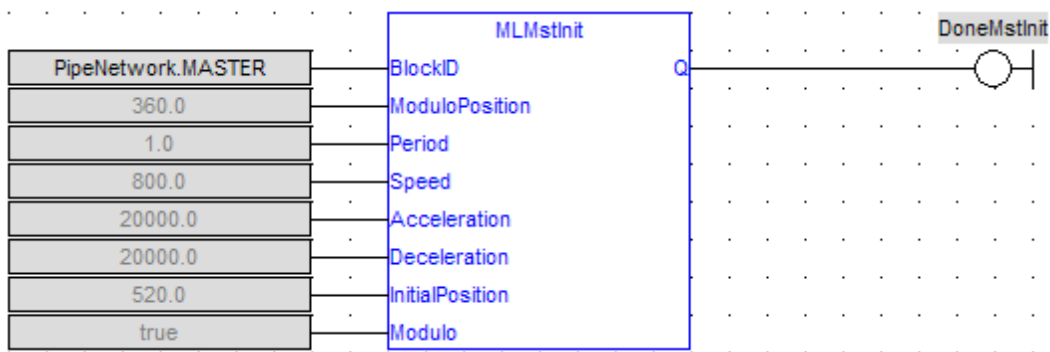 MLMstInit
DoneMstInit
PipeNetwork.MASTER BlockID Q
360.0 ModuloPosition
1.0 Period
800.0 Speed
20000.0 Acceleration
20000.0 Deceleration
520.0 InitialPosition
true Modulo